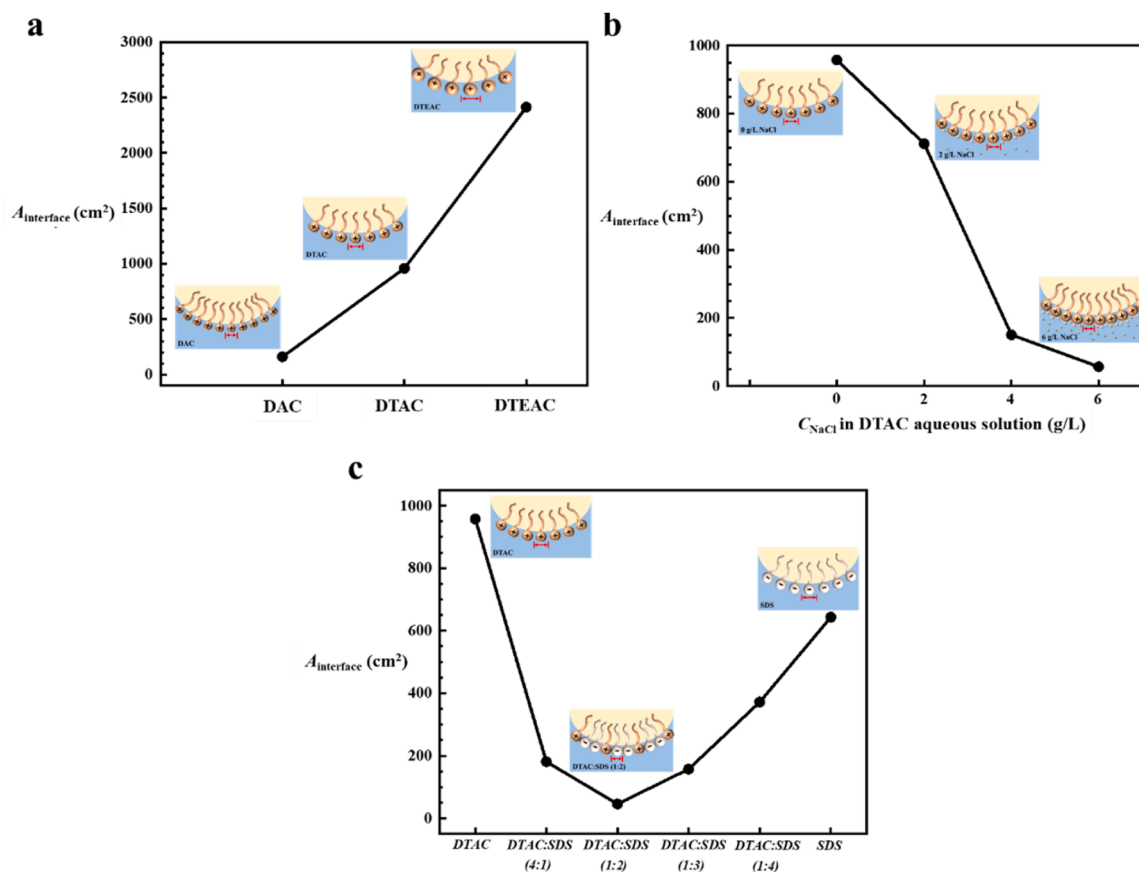 a
3000
2500
2000
1500
1000
500
0
A_interface (cm²)
DAC
DTAC
DTEAC
DAC
DTAC
DTEAC
b
1000
800
600
400
200
0
A_interface (cm²)
0 g/L NaCl
2 g/L NaCl
6 g/L NaCl
0 2 4 6
C_NaCl in DTAC aqueous solution (g/L)
c
1000
800
600
400
200
0
A_interface (cm²)
DTAC
DTAC:SDS (1:2)
SDS
DTAC DTAC:SDS DTAC:SDS DTAC:SDS DTAC:SDS SDS
(4:1) (1:2) (1:3) (1:4)